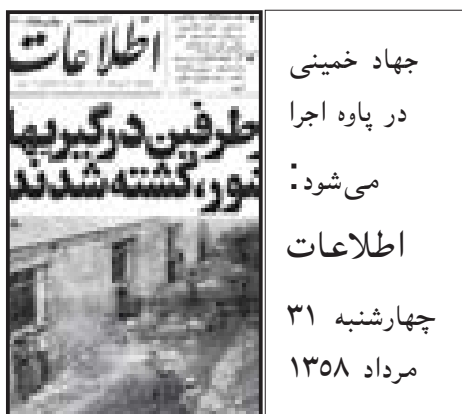 اطلاعات
طرفین درگیریها
نور، کشته شدند
جهاد خمینی
در پاوه اجرا
می‌شود:
اطلاعات
چهارشنبه ۳۱
مرداد ۱۳۵۸